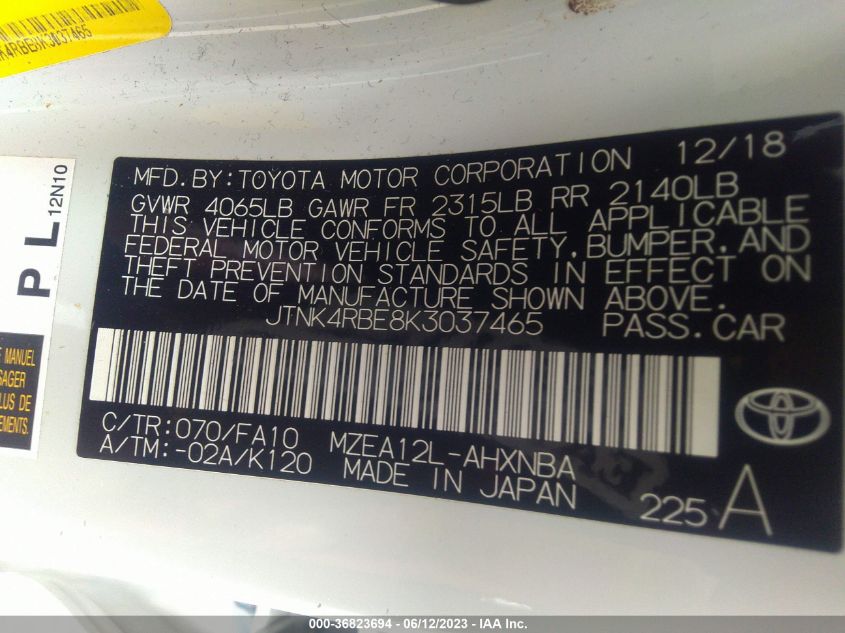 4RBE8K3037465
PL
12N10
MFD.BY:TOYOTA MOTOR CORPORATION 12/18
GVWR 4065LB GAWR FR 2315LB RR 2140LB
THIS VEHICLE CONFORMS TO ALL APPLICABLE
FEDERAL MOTOR VEHICLE SAFETY,BUMPER,AND
THEFT PREVENTION STANDARDS IN EFFECT ON
THE DATE OF MANUFACTURE SHOWN ABOVE.
JTNK4RBE8K3037465 PASS.CAR
MANUEL
SAGER
LUS DE
EMENTS.
C/TR:070/FA10 MZEA12L-AHXNBA
A/TM:-02A/K120 MADE IN JAPAN
225 A
000-36823694 - 06/12/2023 - IAA Inc.